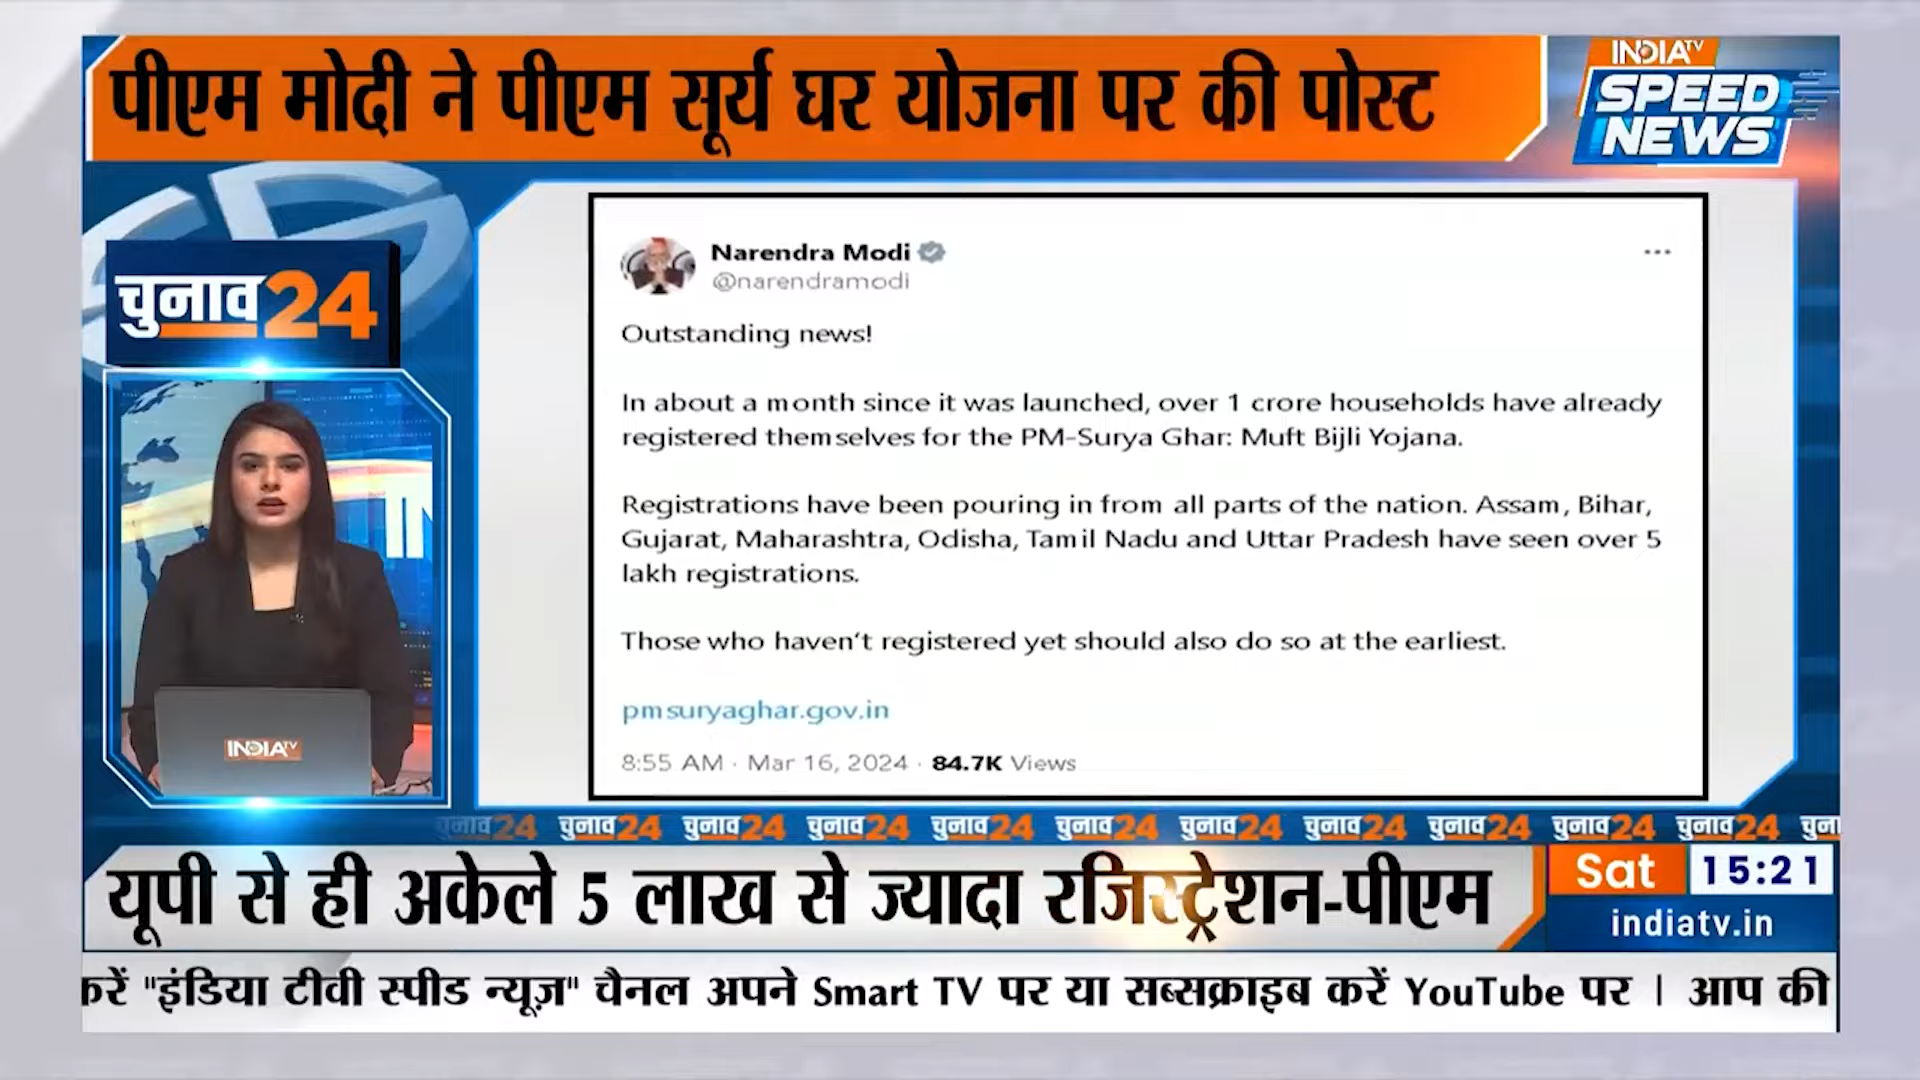 पीएम मोदी ने पीएम सूर्य घर योजना पर की पोस्ट
INDIA TV
SPEED
NEWS
चुनाव24
Narendra Modi
@narendramodi
Outstanding news!
In about a month since it was launched, over 1 crore households have already
registered themselves for the PM-Surya Ghar: Muft Bijli Yojana.
Registrations have been pouring in from all parts of the nation. Assam, Bihar,
Gujarat, Maharashtra, Odisha, Tamil Nadu and Uttar Pradesh have seen over 5
lakh registrations.
Those who haven't registered yet should also do so at the earliest.
pmsuryaghar.gov.in
8:55 AM · Mar 16, 2024 · 84.7K Views
INDIA TV
चुनाव24 चुनाव24 चुनाव24 चुनाव24 चुनाव24 चुनाव24 चुनाव24 चुनाव24 चुनाव24 चुनाव24 चुनाव24
यूपी से ही अकेले 5 लाख से ज्यादा रजिस्ट्रेशन-पीएम
Sat 15:21
indiatv.in
करें "इंडिया टीवी स्पीड न्यूज़" चैनल अपने Smart TV पर या सब्सक्राइब करें YouTube पर | आप की